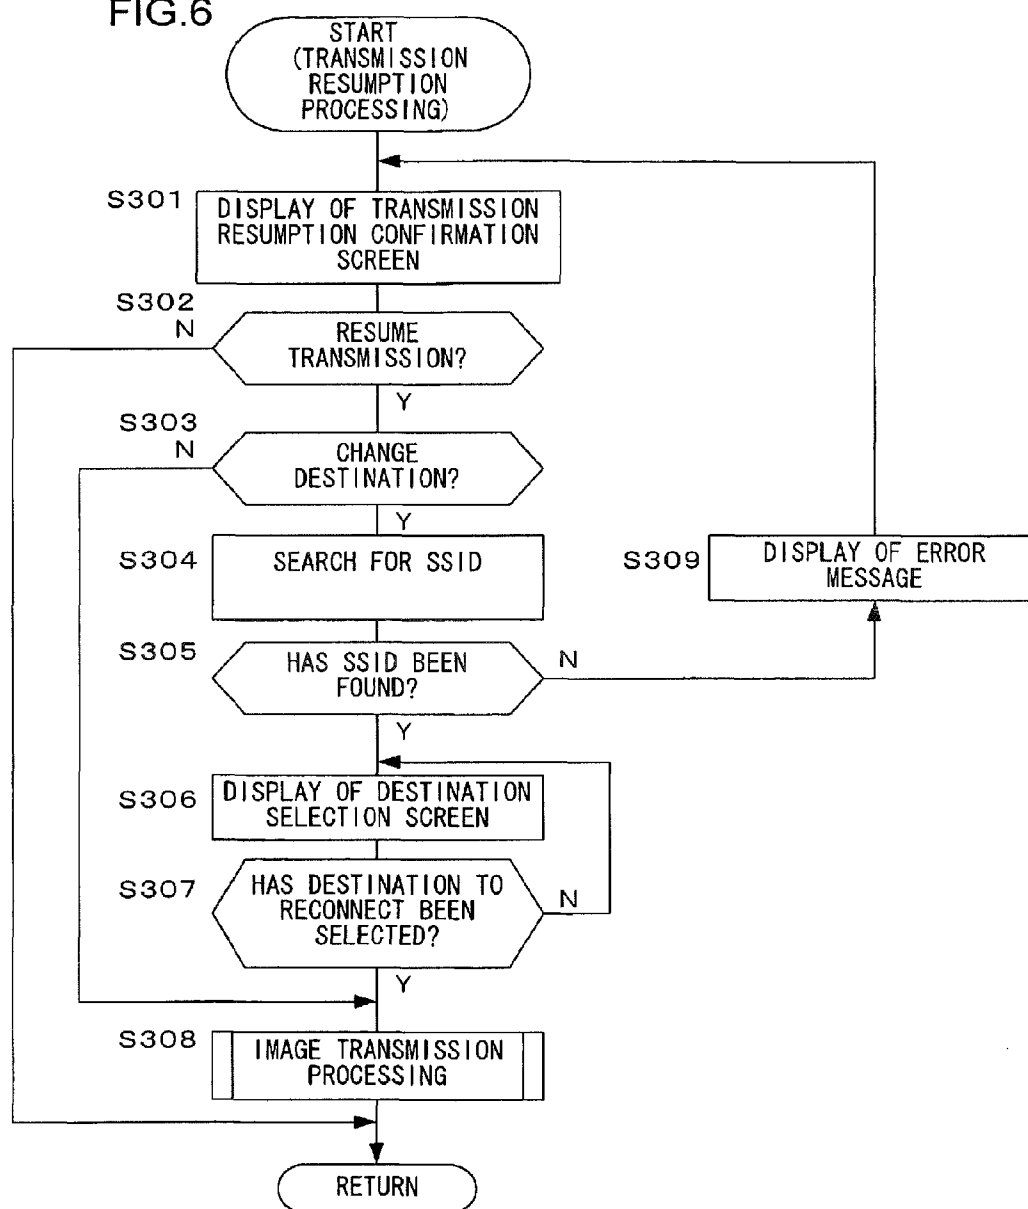 FIG.6
START
(TRANSMISSION
RESUMPTION
PROCESSING)
S301
DISPLAY OF TRANSMISSION
RESUMPTION CONFIRMATION
SCREEN
S302
N
RESUME
TRANSMISSION?
Y
S303
N
CHANGE
DESTINATION?
Y
S304
SEARCH FOR SSID
S309
DISPLAY OF ERROR
MESSAGE
S305
HAS SSID BEEN
FOUND?
N
Y
S306
DISPLAY OF DESTINATION
SELECTION SCREEN
S307
HAS DESTINATION TO
RECONNECT BEEN
SELECTED?
N
Y
S308
IMAGE TRANSMISSION
PROCESSING
RETURN